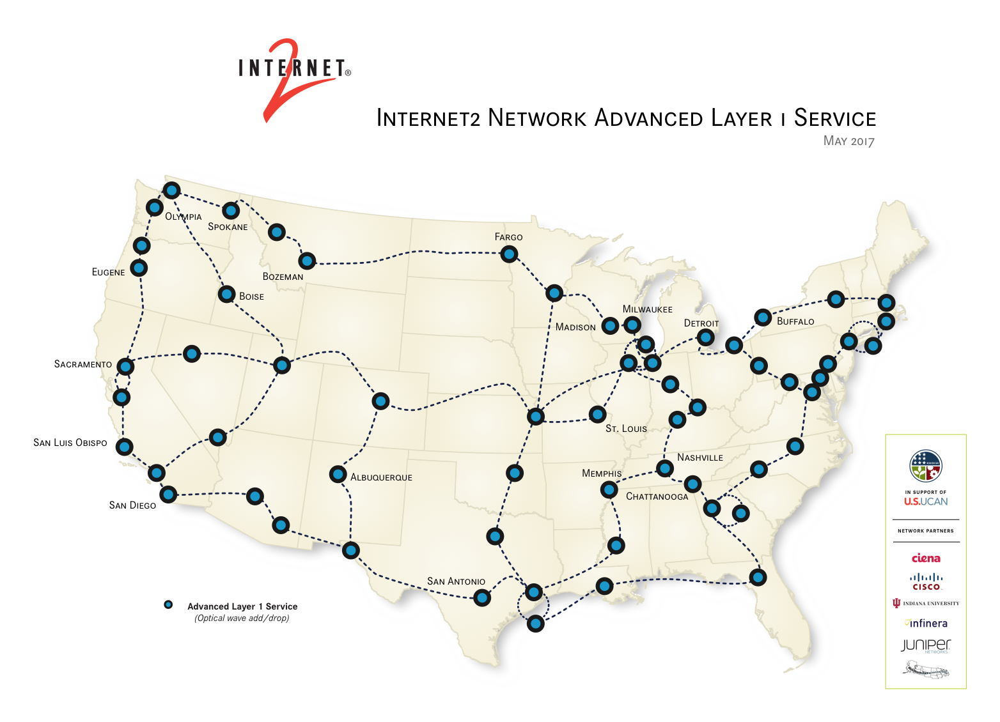 INTERNET®
2
Internet2 Network Advanced Layer 1 Service
May 2017
Olympia
Spokane
Fargo
Eugene
Bozeman
Boise
Milwaukee
Madison
Detroit
Buffalo
Sacramento
San Luis Obispo
St. Louis
Nashville
Memphis
Albuquerque
Chattanooga
San Diego
San Antonio
Advanced Layer 1 Service
(Optical wave add/drop)
IN SUPPORT OF
U.S.UCAN
NETWORK PARTNERS
ciena
CISCO
INDIANA UNIVERSITY
infinera
JUNIPER
NETWORKS